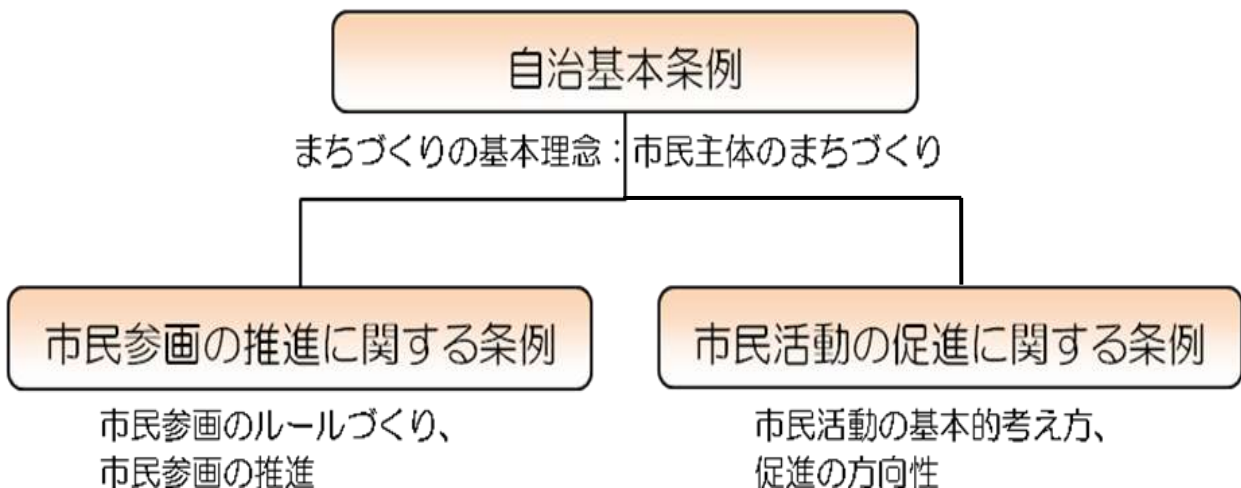 自治基本条例
まちづくりの基本理念：市民主体のまちづくり
市民参画の推進に関する条例
市民参画のルールづくり、
市民参画の推進
市民活動の促進に関する条例
市民活動の基本的考え方、
促進の方向性